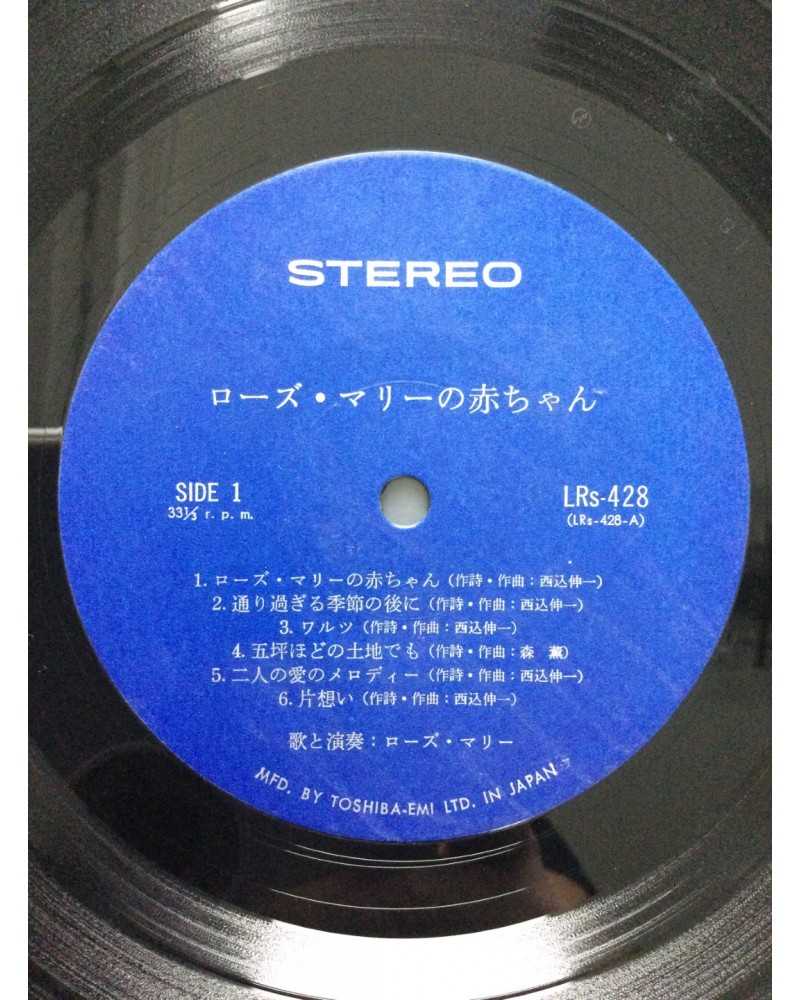 STEREO
ローズ・マリーの赤ちゃん
SIDE 1
33⅓ r. p. m.
LRs-428
(LRs-428-A)
1. ローズ・マリーの赤ちゃん (作詩・作曲：西込伸一)
2. 通り過ぎる季節の後に (作詩・作曲：西込伸一)
3. ワルツ (作詩・作曲：西込伸一)
4. 五坪ほどの土地でも (作詩・作曲：森　薫)
5. 二人の愛のメロディー (作詩・作曲：西込伸一)
6. 片想い (作詩・作曲：西込伸一)
歌と演奏：ローズ・マリー
MFD. BY TOSHIBA-EMI LTD. IN JAPAN